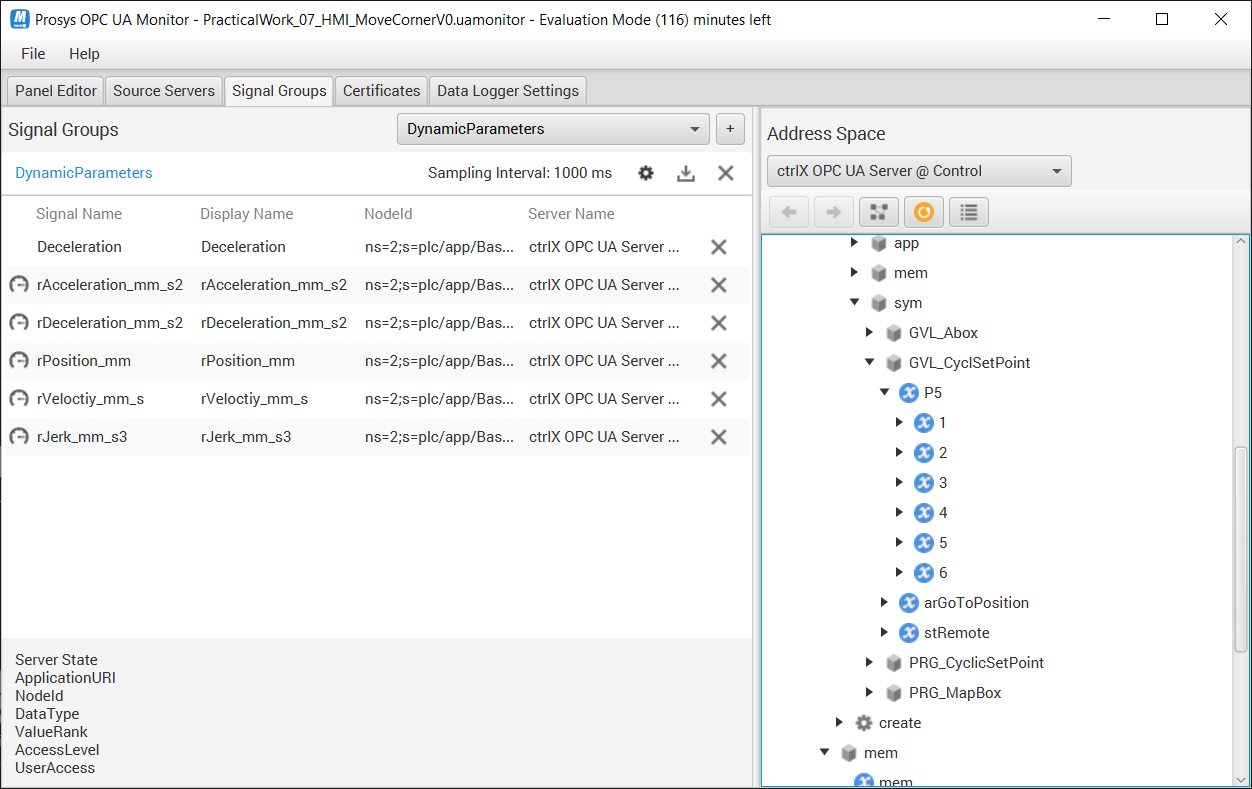 Prosys OPC UA Monitor - PracticalWork_07_HMI_MoveCornerV0.uamonitor - Evaluation Mode (116) minutes left
File Help
Panel Editor Source Servers Signal Groups Certificates Data Logger Settings
Signal Groups DynamicParameters +
DynamicParameters Sampling Interval: 1000 ms
Signal Name Display Name NodeId Server Name
Deceleration Deceleration ns=2;s=plc/app/Bas... ctrlX OPC UA Server ...
rAcceleration_mm_s2 rAcceleration_mm_s2 ns=2;s=plc/app/Bas... ctrlX OPC UA Server ...
rDeceleration_mm_s2 rDeceleration_mm_s2 ns=2;s=plc/app/Bas... ctrlX OPC UA Server ...
rPosition_mm rPosition_mm ns=2;s=plc/app/Bas... ctrlX OPC UA Server ...
rVeloctiy_mm_s rVeloctiy_mm_s ns=2;s=plc/app/Bas... ctrlX OPC UA Server ...
rJerk_mm_s3 rJerk_mm_s3 ns=2;s=plc/app/Bas... ctrlX OPC UA Server ...
Server State
ApplicationURI
NodeId
DataType
ValueRank
AccessLevel
UserAccess
Address Space
ctrlX OPC UA Server @ Control
app
mem
sym
GVL_Abox
GVL_CyclSetPoint
P5
1
2
3
4
5
6
arGoToPosition
stRemote
PRG_CyclicSetPoint
PRG_MapBox
create
mem
mem